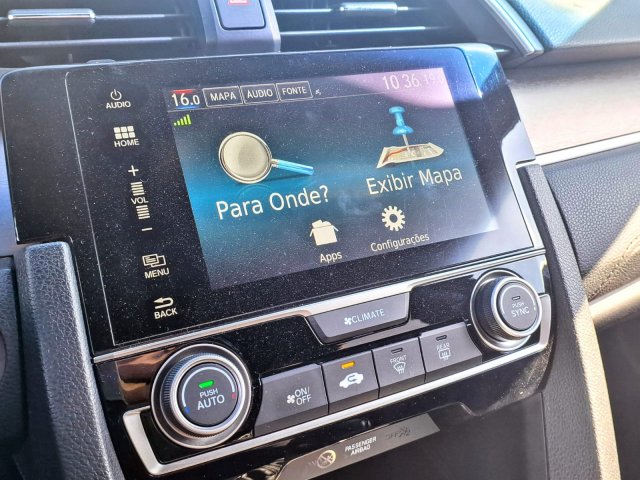 16.0 MAPA AUDIO FONTE 10:36
AUDIO
HOME
+
VOL
−
MENU
BACK
Para Onde?
Exibir Mapa
Apps
Configurações
CLIMATE
PUSH
AUTO
ON/
OFF
FRONT
REAR
PUSH
SYNC
PASSENGER
AIRBAG